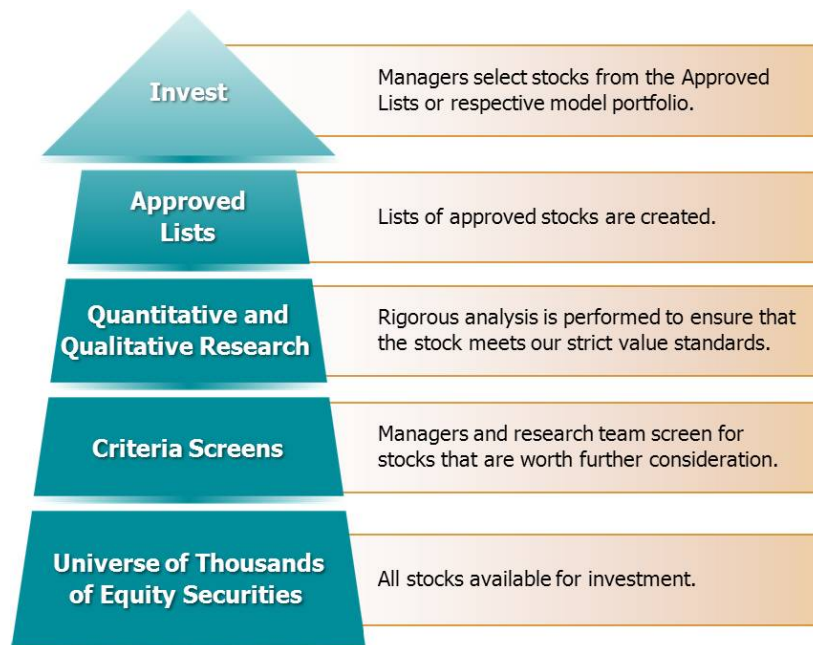 Invest
Managers select stocks from the Approved
Lists or respective model portfolio.
Approved
Lists
Lists of approved stocks are created.
Quantitative and
Qualitative Research
Rigorous analysis is performed to ensure that
the stock meets our strict value standards.
Criteria Screens
Managers and research team screen for
stocks that are worth further consideration.
Universe of Thousands
of Equity Securities
All stocks available for investment.